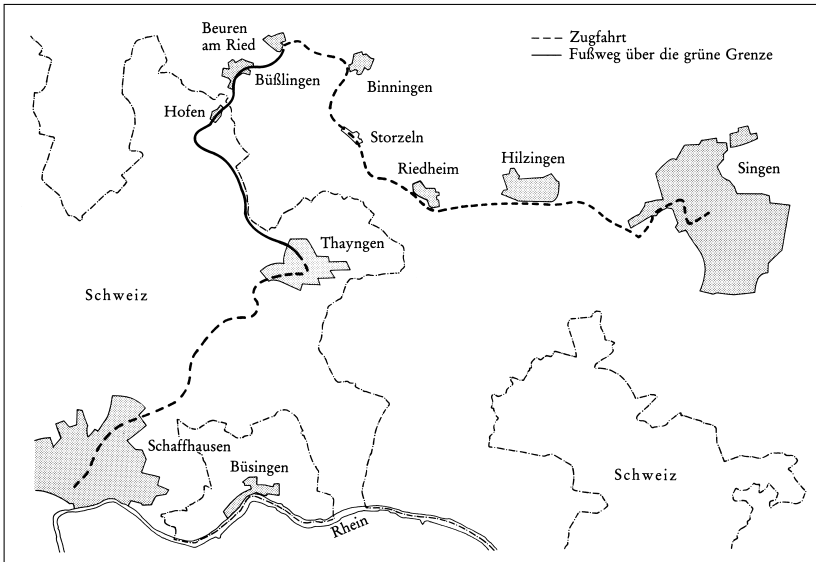 Beuren
am Ried
Zugfahrt
Fußweg über die grüne Grenze
Büßlingen
Binningen
Hofen
Storzeln
Riedheim
Hilzingen
Singen
Thayngen
Schweiz
Schaffhausen
Büsingen
Schweiz
Rhein